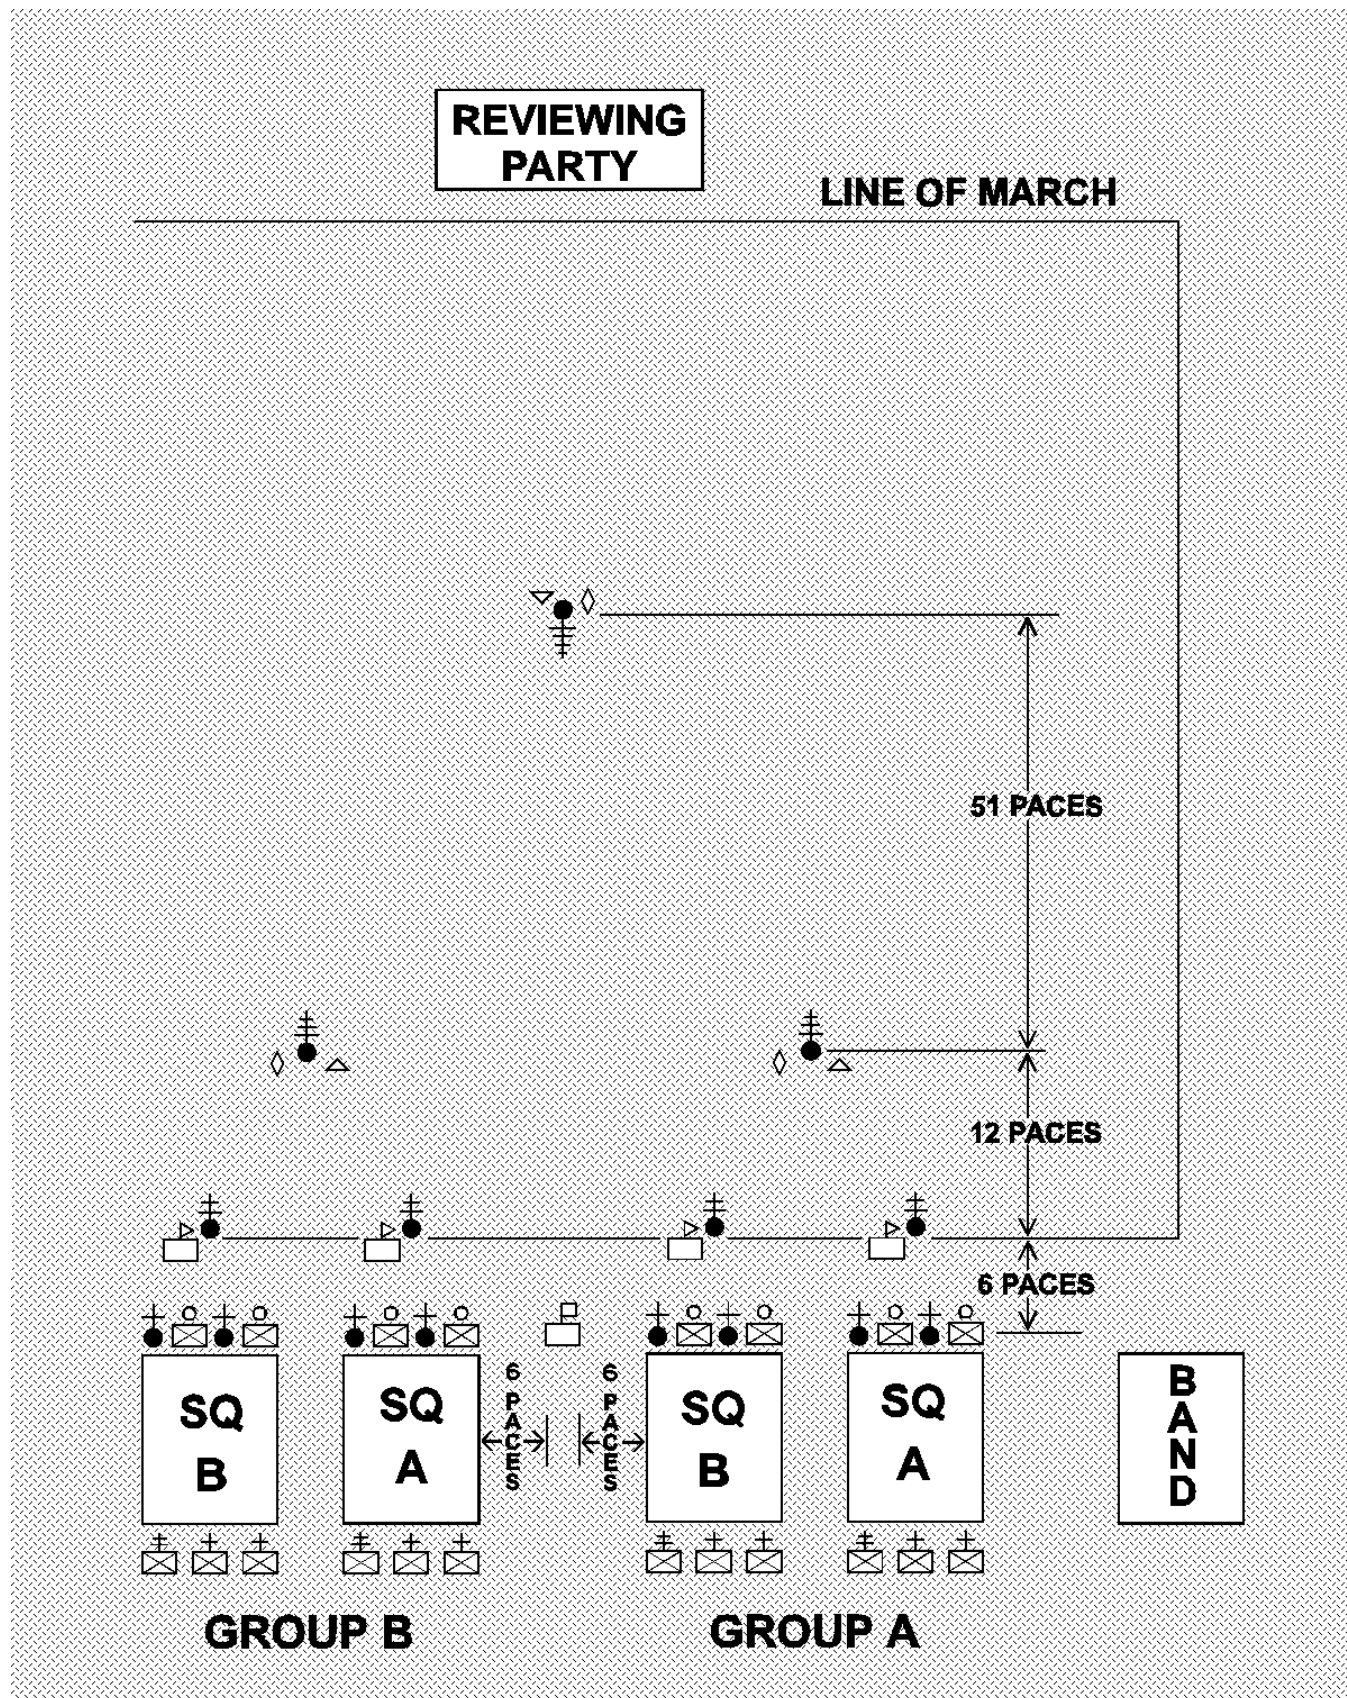 REVIEWING
PARTY
LINE OF MARCH
51 PACES
12 PACES
6 PACES
6 PACES
6 PACES
SQ
B
SQ
A
SQ
B
SQ
A
BAND
GROUP B
GROUP A